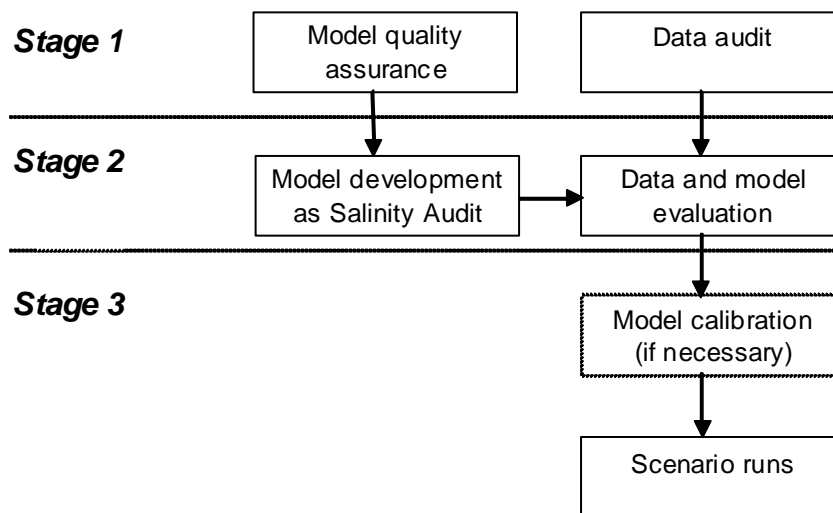 Stage 1
Model quality
assurance
Data audit
Stage 2
Model development
as Salinity Audit
Data and model
evaluation
Stage 3
Model calibration
(if necessary)
Scenario runs